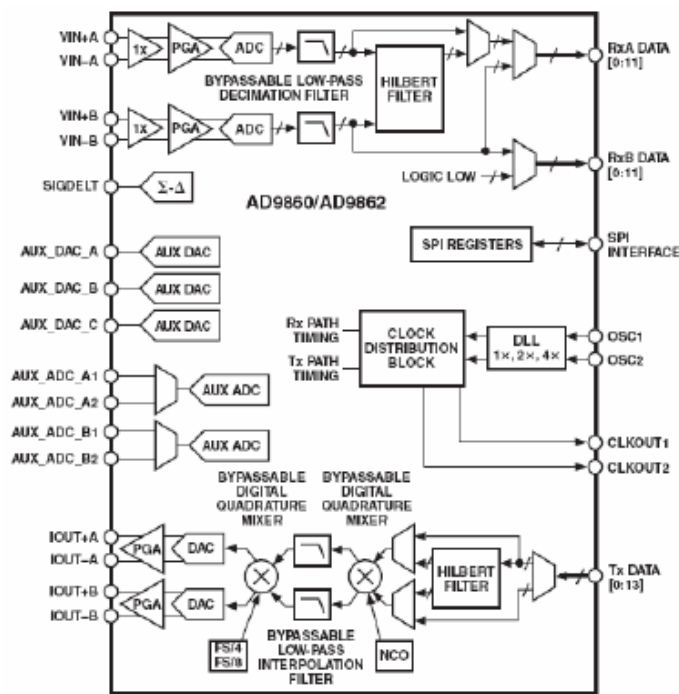 VIN+A
VIN−A
1x
PGA
ADC
BYPASSABLE LOW-PASS
DECIMATION FILTER
HILBERT
FILTER
RxA DATA
[0:11]
VIN+B
VIN−B
1x
PGA
ADC
LOGIC LOW
RxB DATA
[0:11]
SIGDELT
Σ-Δ
AD9860/AD9862
SPI REGISTERS
SPI
INTERFACE
AUX_DAC_A
AUX DAC
AUX_DAC_B
AUX DAC
AUX_DAC_C
AUX DAC
Rx PATH
TIMING
Tx PATH
TIMING
CLOCK
DISTRIBUTION
BLOCK
DLL
1×, 2×, 4×
OSC1
OSC2
AUX_ADC_A1
AUX_ADC_A2
AUX ADC
AUX_ADC_B1
AUX_ADC_B2
AUX ADC
CLKOUT1
CLKOUT2
BYPASSABLE
DIGITAL
QUADRATURE
MIXER
BYPASSABLE
DIGITAL
QUADRATURE
MIXER
IOUT+A
IOUT−A
PGA
DAC
IOUT+B
IOUT−B
PGA
DAC
HILBERT
FILTER
Tx DATA
[0:13]
FS/4
FS/8
BYPASSABLE
LOW-PASS
INTERPOLATION
FILTER
NCO